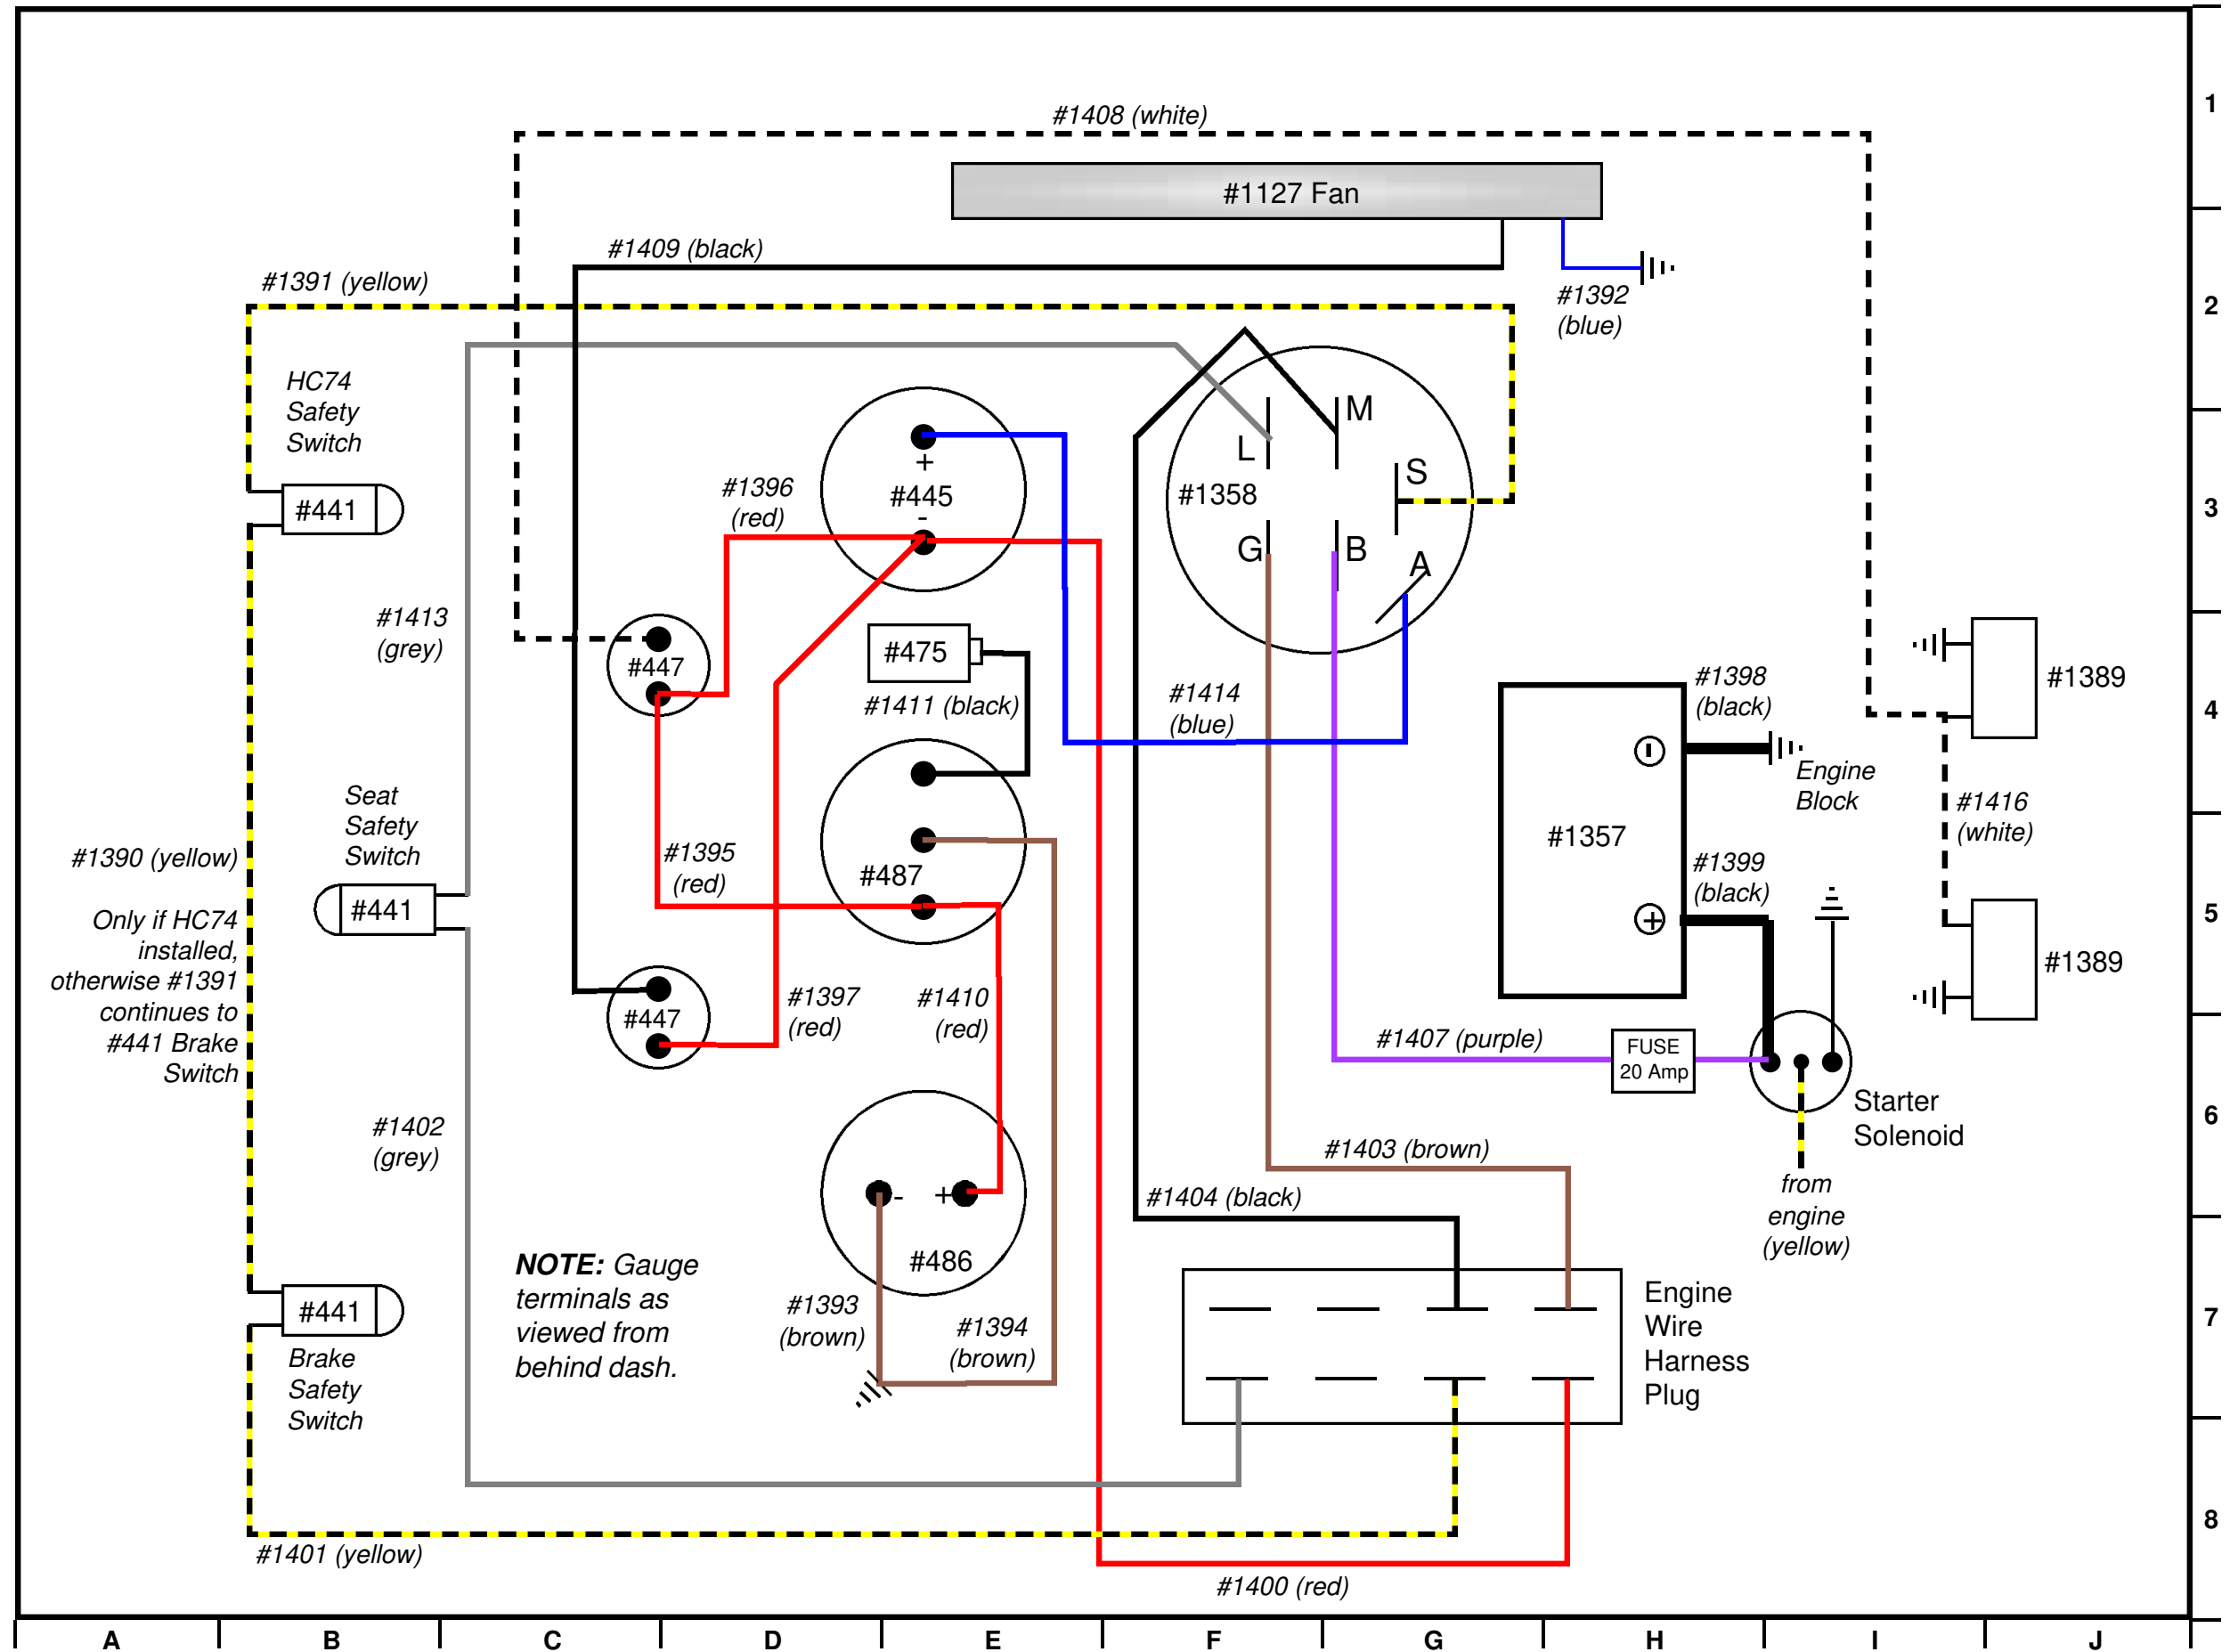 1
#1408 (white)
#1127 Fan
#1409 (black)
#1391 (yellow)
#1392
(blue)
2
HC74
Safety
Switch
#441
#1396
(red)
+
#445
-
L
M
S
#1358
G
B
A
3
#1413
(grey)
#447
#475
#1411 (black)
#1414
(blue)
#1398
(black)
#1389
4
Engine
Block
#1416
(white)
Seat
Safety
Switch
#441
#1390 (yellow)
Only if HC74
installed,
otherwise #1391
continues to
#441 Brake
Switch
#1395
(red)
#487
#1357
+
#1399
(black)
#1389
5
#447
#1397
(red)
#1410
(red)
#1407 (purple)
FUSE
20 Amp
Starter
Solenoid
6
#1402
(grey)
#1403 (brown)
#1404 (black)
from
engine
(yellow)
- +
#486
NOTE: Gauge
terminals as
viewed from
behind dash.
#1393
(brown)
#1394
(brown)
Engine
Wire
Harness
Plug
7
#441
Brake
Safety
Switch
#1401 (yellow)
#1400 (red)
8
A B C D E F G H I J